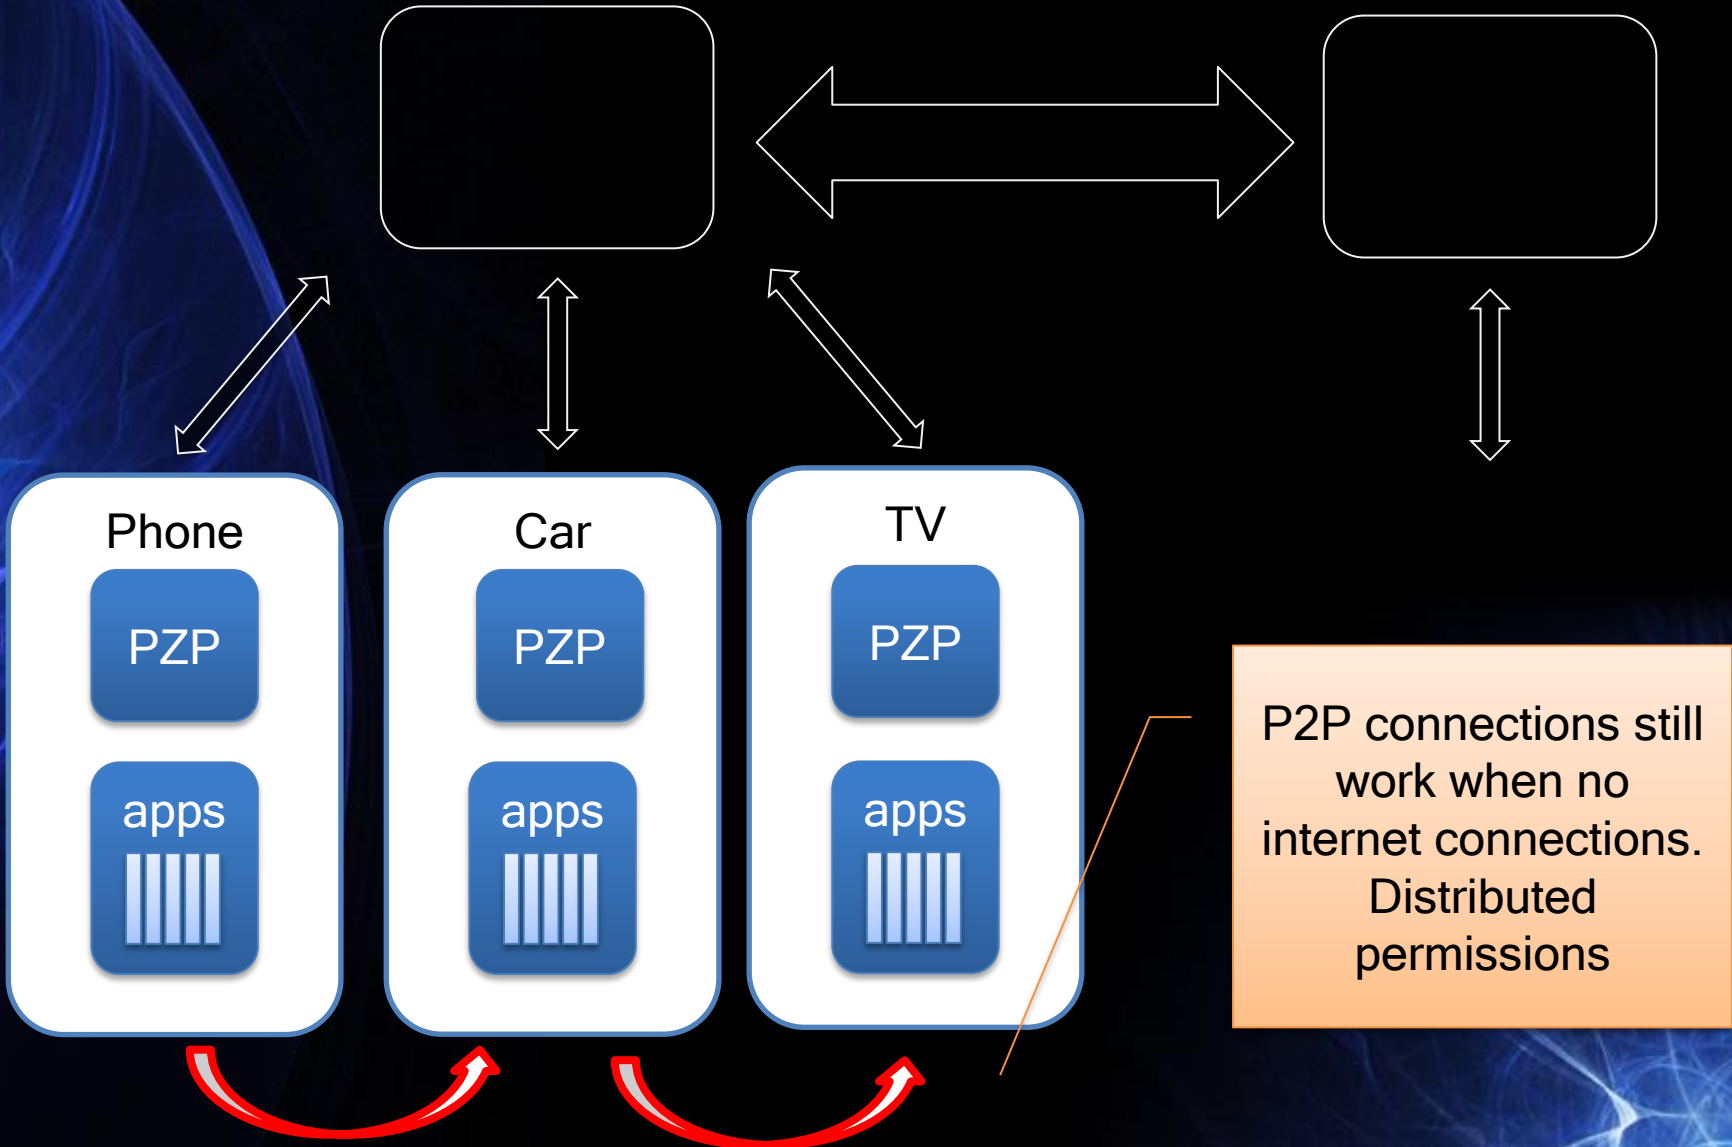 Phone
PZP
apps
Car
PZP
apps
TV
PZP
apps
P2P connections still
work when no
internet connections.
Distributed
permissions